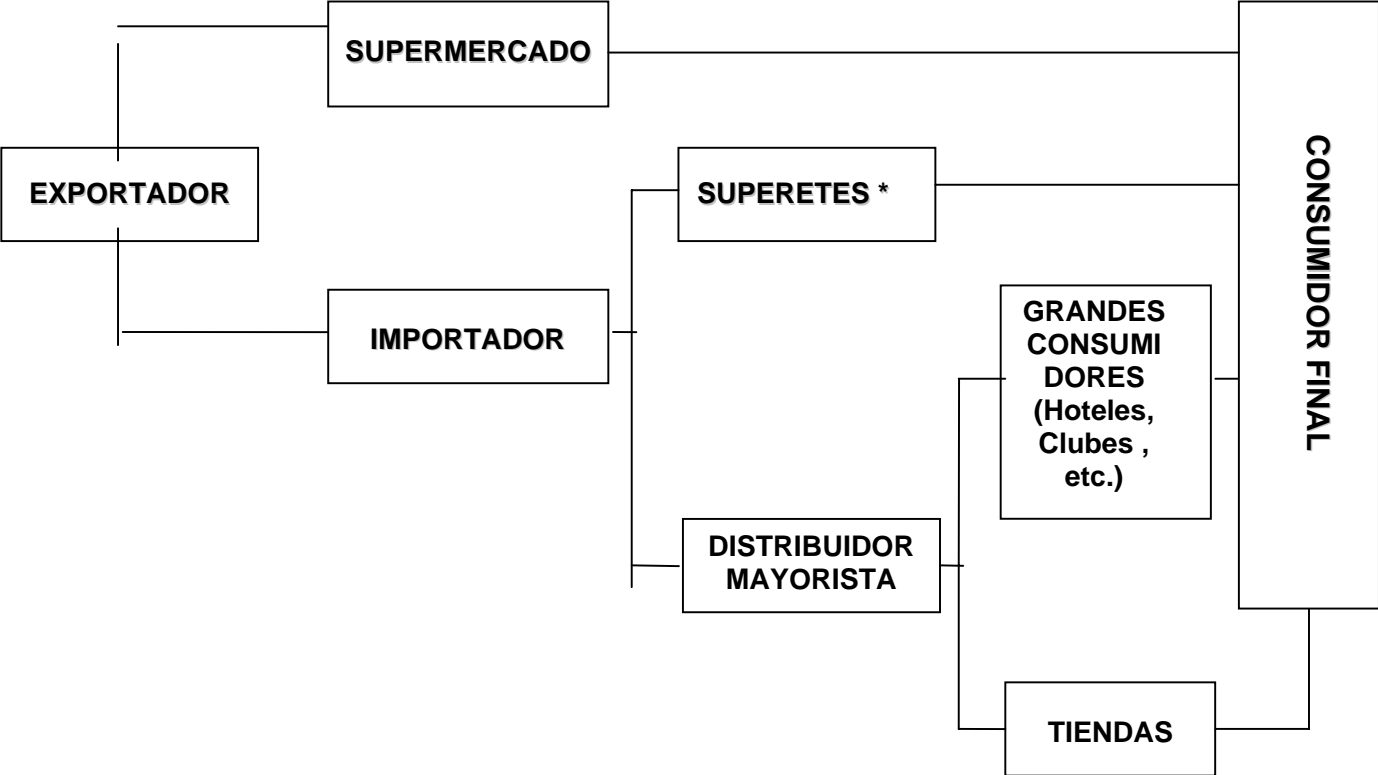 SUPERMERCADO
EXPORTADOR
SUPERETES *
CONSUMIDOR FINAL
IMPORTADOR
GRANDES
CONSUMI
DORES
(Hoteles,
Clubes ,
etc.)
DISTRIBUIDOR
MAYORISTA
TIENDAS